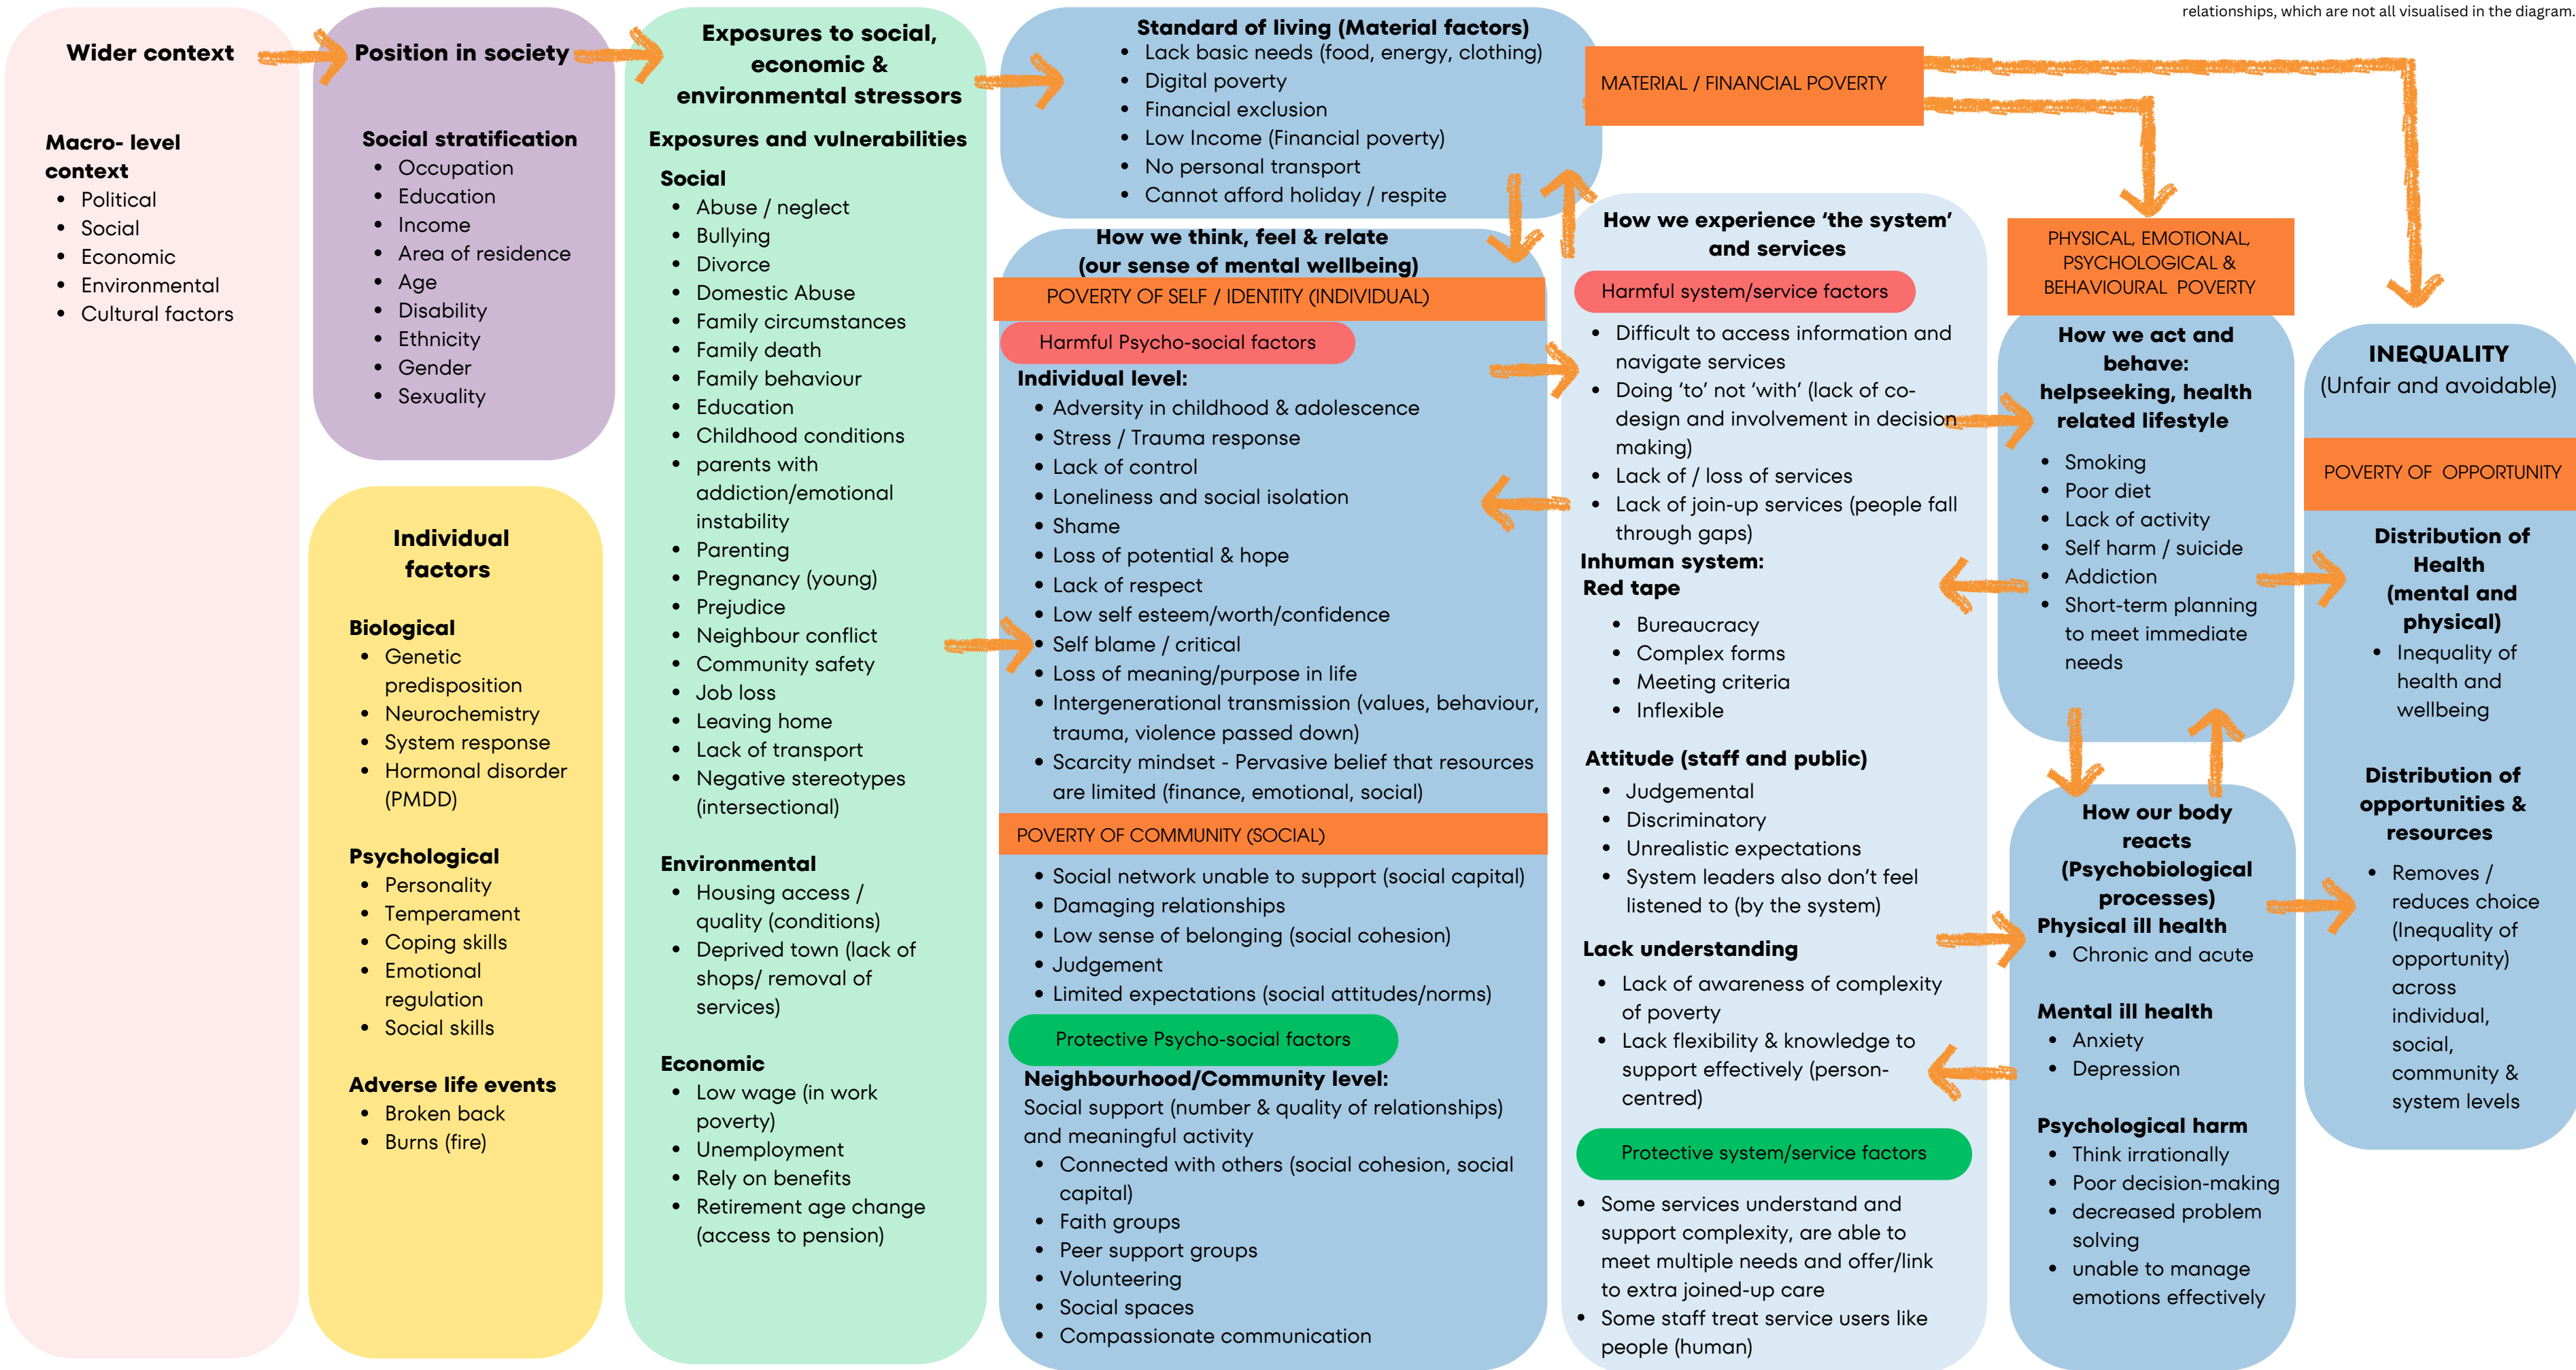 relationships, which are not all visualised in the diagram.
Wider context
Macro- level
context
• Political
• Social
• Economic
• Environmental
• Cultural factors
Position in society
Social stratification
• Occupation
• Education
• Income
• Area of residence
• Age
• Disability
• Ethnicity
• Gender
• Sexuality
Individual
factors
Biological
• Genetic
predisposition
• Neurochemistry
• System response
• Hormonal disorder
(PMDD)
Psychological
• Personality
• Temperament
• Coping skills
• Emotional
regulation
• Social skills
Adverse life events
• Broken back
• Burns (fire)
Exposures to social,
economic &
environmental stressors
Exposures and vulnerabilities
Social
• Abuse / neglect
• Bullying
• Divorce
• Domestic Abuse
• Family circumstances
• Family death
• Family behaviour
• Education
• Childhood conditions
• parents with
addiction/emotional
instability
• Parenting
• Pregnancy (young)
• Prejudice
• Neighbour conflict
• Community safety
• Job loss
• Leaving home
• Lack of transport
• Negative stereotypes
(intersectional)
Environmental
• Housing access /
quality (conditions)
• Deprived town (lack of
shops/ removal of
services)
Economic
• Low wage (in work
poverty)
• Unemployment
• Rely on benefits
• Retirement age change
(access to pension)
Standard of living (Material factors)
• Lack basic needs (food, energy, clothing)
• Digital poverty
• Financial exclusion
• Low Income (Financial poverty)
• No personal transport
• Cannot afford holiday / respite
MATERIAL / FINANCIAL POVERTY
How we think, feel & relate
(our sense of mental wellbeing)
POVERTY OF SELF / IDENTITY (INDIVIDUAL)
Harmful Psycho-social factors
Individual level:
• Adversity in childhood & adolescence
• Stress / Trauma response
• Lack of control
• Loneliness and social isolation
• Shame
• Loss of potential & hope
• Lack of respect
• Low self esteem/worth/confidence
• Self blame / critical
• Loss of meaning/purpose in life
• Intergenerational transmission (values, behaviour,
trauma, violence passed down)
• Scarcity mindset - Pervasive belief that resources
are limited (finance, emotional, social)
POVERTY OF COMMUNITY (SOCIAL)
• Social network unable to support (social capital)
• Damaging relationships
• Low sense of belonging (social cohesion)
• Judgement
• Limited expectations (social attitudes/norms)
Protective Psycho-social factors
Neighbourhood/Community level:
Social support (number & quality of relationships)
and meaningful activity
• Connected with others (social cohesion, social
capital)
• Faith groups
• Peer support groups
• Volunteering
• Social spaces
• Compassionate communication
How we experience ‘the system’
and services
Harmful system/service factors
• Difficult to access information and
navigate services
• Doing ‘to’ not ‘with’ (lack of co-
design and involvement in decision
making)
• Lack of / loss of services
• Lack of join-up services (people fall
through gaps)
Inhuman system:
Red tape
• Bureaucracy
• Complex forms
• Meeting criteria
• Inflexible
Attitude (staff and public)
• Judgemental
• Discriminatory
• Unrealistic expectations
• System leaders also don’t feel
listened to (by the system)
Lack understanding
• Lack of awareness of complexity
of poverty
• Lack flexibility & knowledge to
support effectively (person-
centred)
Protective system/service factors
• Some services understand and
support complexity, are able to
meet multiple needs and offer/link
to extra joined-up care
• Some staff treat service users like
people (human)
PHYSICAL, EMOTIONAL,
PSYCHOLOGICAL &
BEHAVIOURAL POVERTY
How we act and
behave:
helpseeking, health
related lifestyle
• Smoking
• Poor diet
• Lack of activity
• Self harm / suicide
• Addiction
• Short-term planning
to meet immediate
needs
How our body
reacts
(Psychobiological
processes)
Physical ill health
• Chronic and acute
Mental ill health
• Anxiety
• Depression
Psychological harm
• Think irrationally
• Poor decision-making
• decreased problem
solving
• unable to manage
emotions effectively
INEQUALITY
(Unfair and avoidable)
POVERTY OF OPPORTUNITY
Distribution of
Health
(mental and
physical)
• Inequality of
health and
wellbeing
Distribution of
opportunities &
resources
• Removes /
reduces choice
(Inequality of
opportunity)
across
individual,
social,
community &
system levels